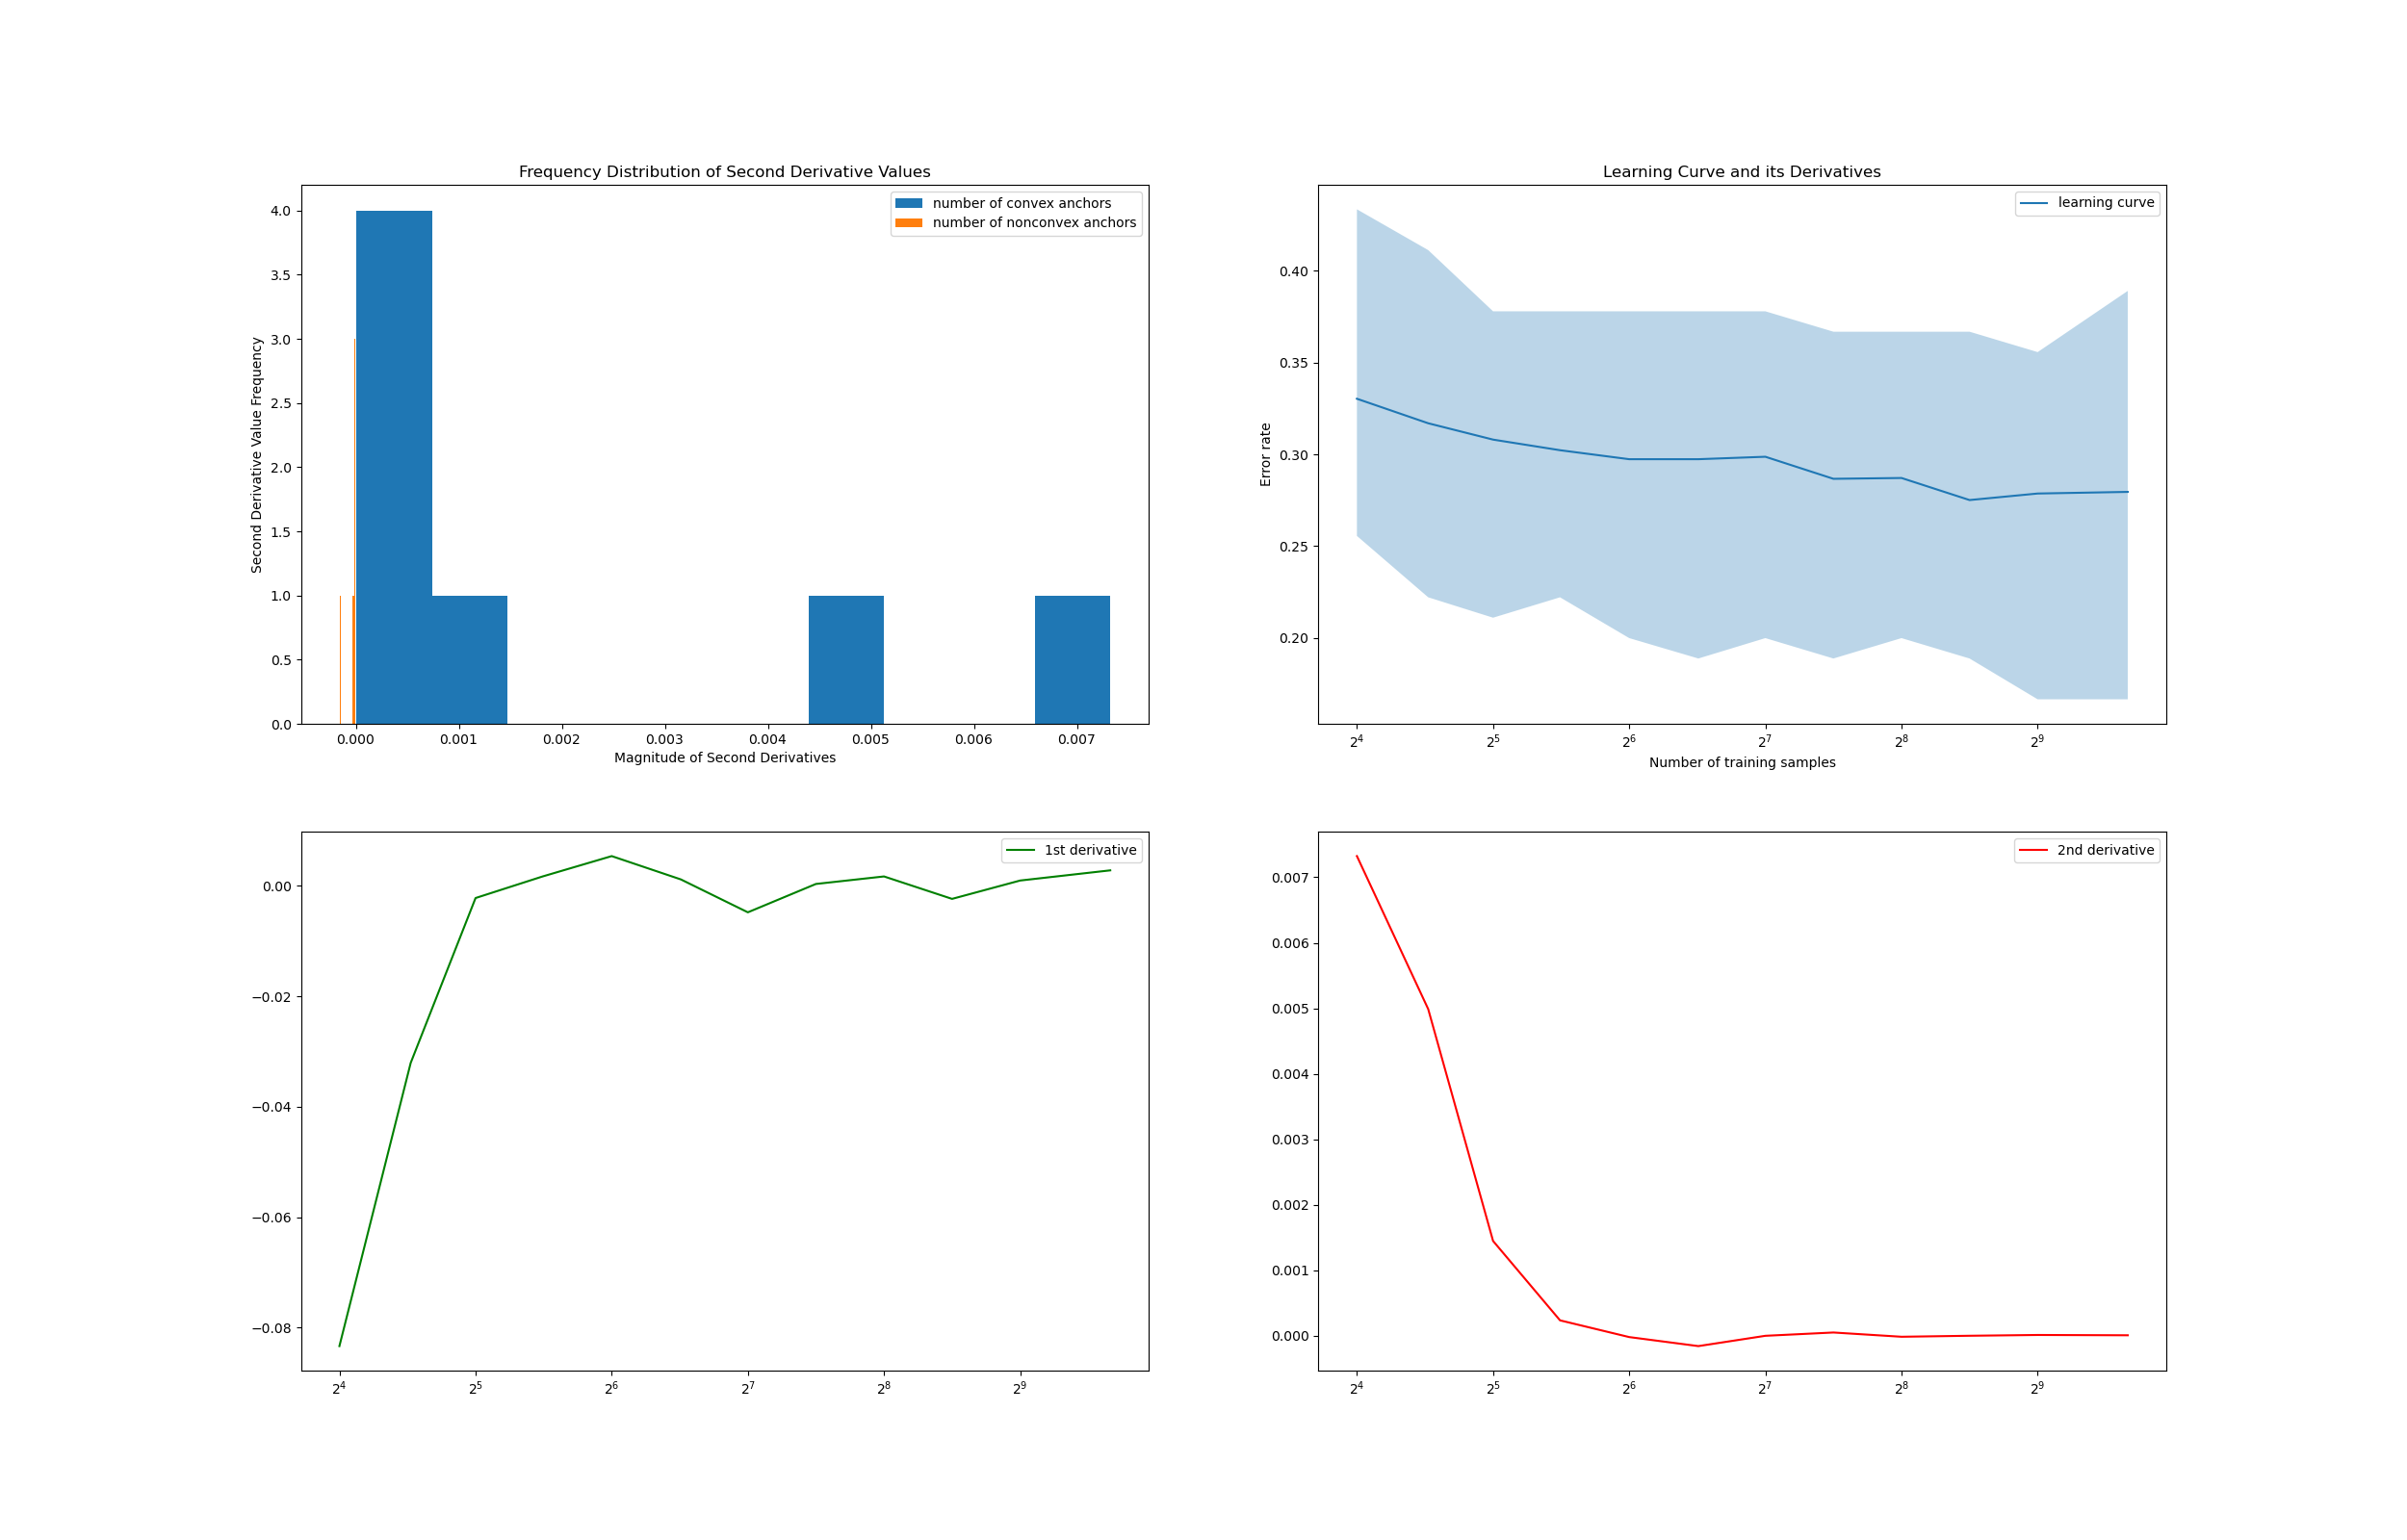 Frequency Distribution of Second Derivative Values
number of convex anchors
number of nonconvex anchors
Second Derivative Value Frequency
4.0
3.5
3.0
2.5
2.0
1.5
1.0
0.5
0.0
0.000 0.001 0.002 0.003 0.004 0.005 0.006 0.007
Magnitude of Second Derivatives
Learning Curve and its Derivatives
learning curve
Error rate
0.40
0.35
0.30
0.25
0.20
2⁴ 2⁵ 2⁶ 2⁷ 2⁸ 2⁹
Number of training samples
1st derivative
0.00
−0.02
−0.04
−0.06
−0.08
2⁴ 2⁵ 2⁶ 2⁷ 2⁸ 2⁹
2nd derivative
0.007
0.006
0.005
0.004
0.003
0.002
0.001
0.000
2⁴ 2⁵ 2⁶ 2⁷ 2⁸ 2⁹